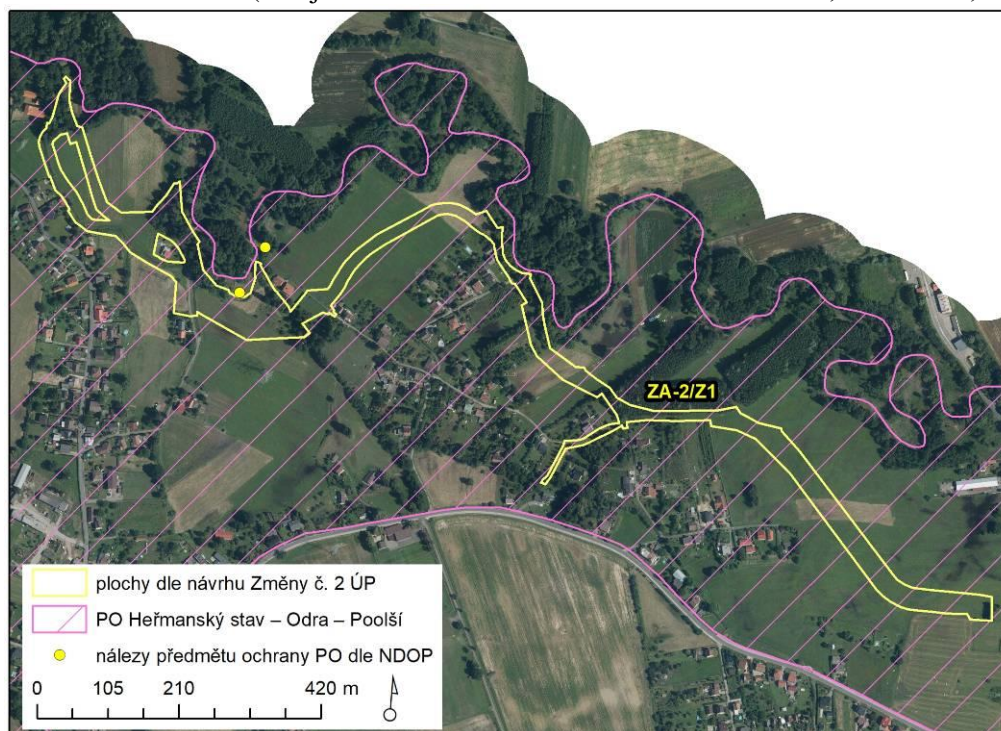 ZA-2/Z1
plochy dle návrhu Změny č. 2 ÚP
PO Heřmanský stav – Odra – Poolší
nálezy předmětu ochrany PO dle NDOP
0 105 210 420 m